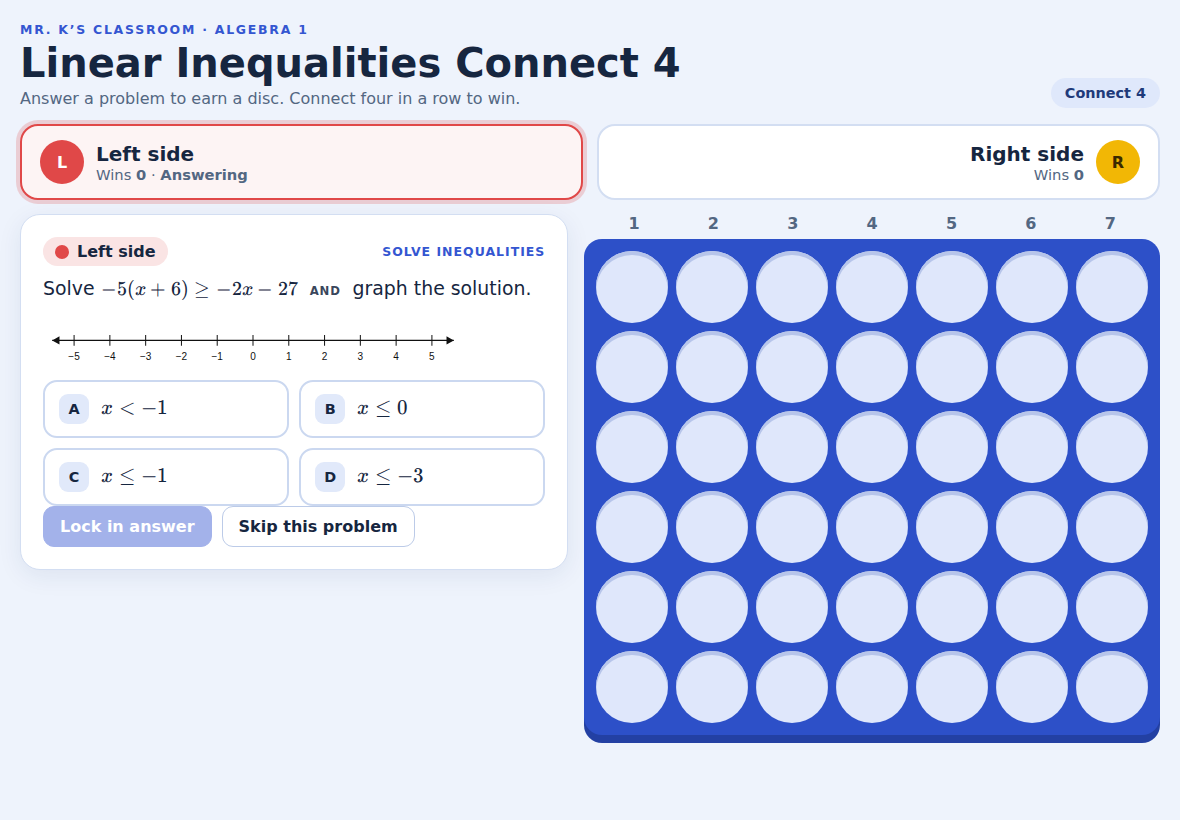 MR. K’S CLASSROOM · ALGEBRA 1
Linear Inequalities Connect 4
Answer a problem to earn a disc. Connect four in a row to win.
Connect 4
L
Left side
Wins 0 · Answering
Right side
Wins 0
R
Left side
SOLVE INEQUALITIES
Solve −5(x + 6) ≥ −2x − 27 AND graph the solution.
−5 −4 −3 −2 −1 0 1 2 3 4 5
A x < −1
B x ≤ 0
C x ≤ −1
D x ≤ −3
Lock in answer
Skip this problem
1 2 3 4 5 6 7